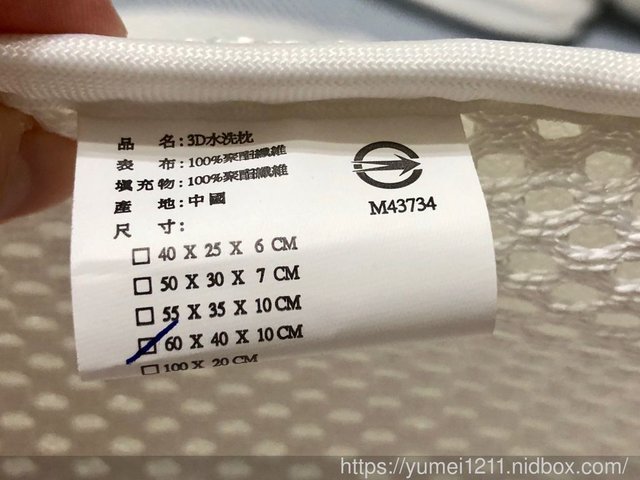 品 名:3D水洗枕
表 布:100%聚酯纖維
填充物:100%聚酯纖維
產 地:中國
尺 寸:
M43734
40 X 25 X 6 CM
50 X 30 X 7 CM
55 X 35 X 10 CM
60 X 40 X 10 CM
100 X 20 CM
https://yumei1211.nidbox.com/